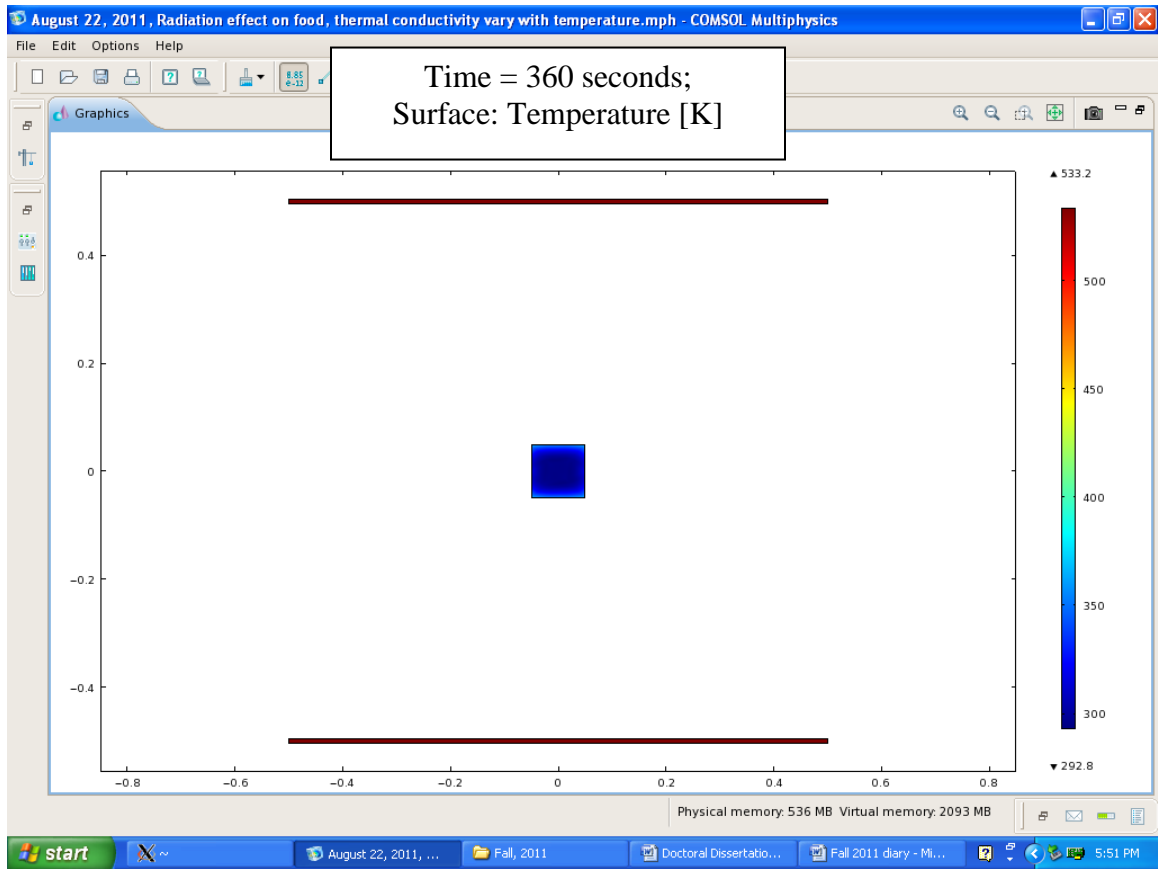 August 22, 2011, Radiation effect on food, thermal conductivity vary with temperature.mph - COMSOL Multiphysics
File Edit Options Help
Time = 360 seconds;
Surface: Temperature [K]
8.85
e-12
Graphics
▲ 533.2
0.4
0.2
0
−0.2
−0.4
500
450
400
350
300
▼ 292.8
−0.8 −0.6 −0.4 −0.2 0 0.2 0.4 0.6 0.8
Physical memory: 536 MB Virtual memory: 2093 MB
start ~ August 22, 2011, ... Fall, 2011 Doctoral Dissertatio... Fall 2011 diary - Mi... 5:51 PM